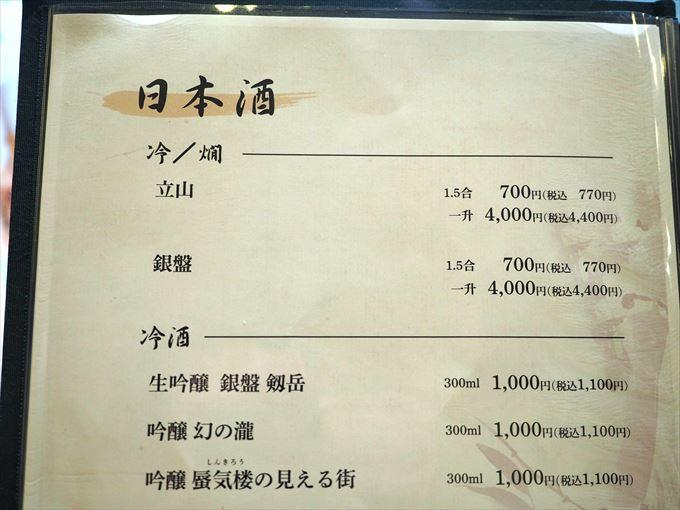 日本酒
冷／燗
立山 1.5合 700円(税込 770円)
一升 4,000円(税込4,400円)
銀盤 1.5合 700円(税込 770円)
一升 4,000円(税込4,400円)
冷酒
生吟醸 銀盤 剱岳 300ml 1,000円(税込1,100円)
吟醸 幻の瀧 300ml 1,000円(税込1,100円)
しんきろう
吟醸 蜃気楼の見える街 300ml 1,000円(税込1,100円)